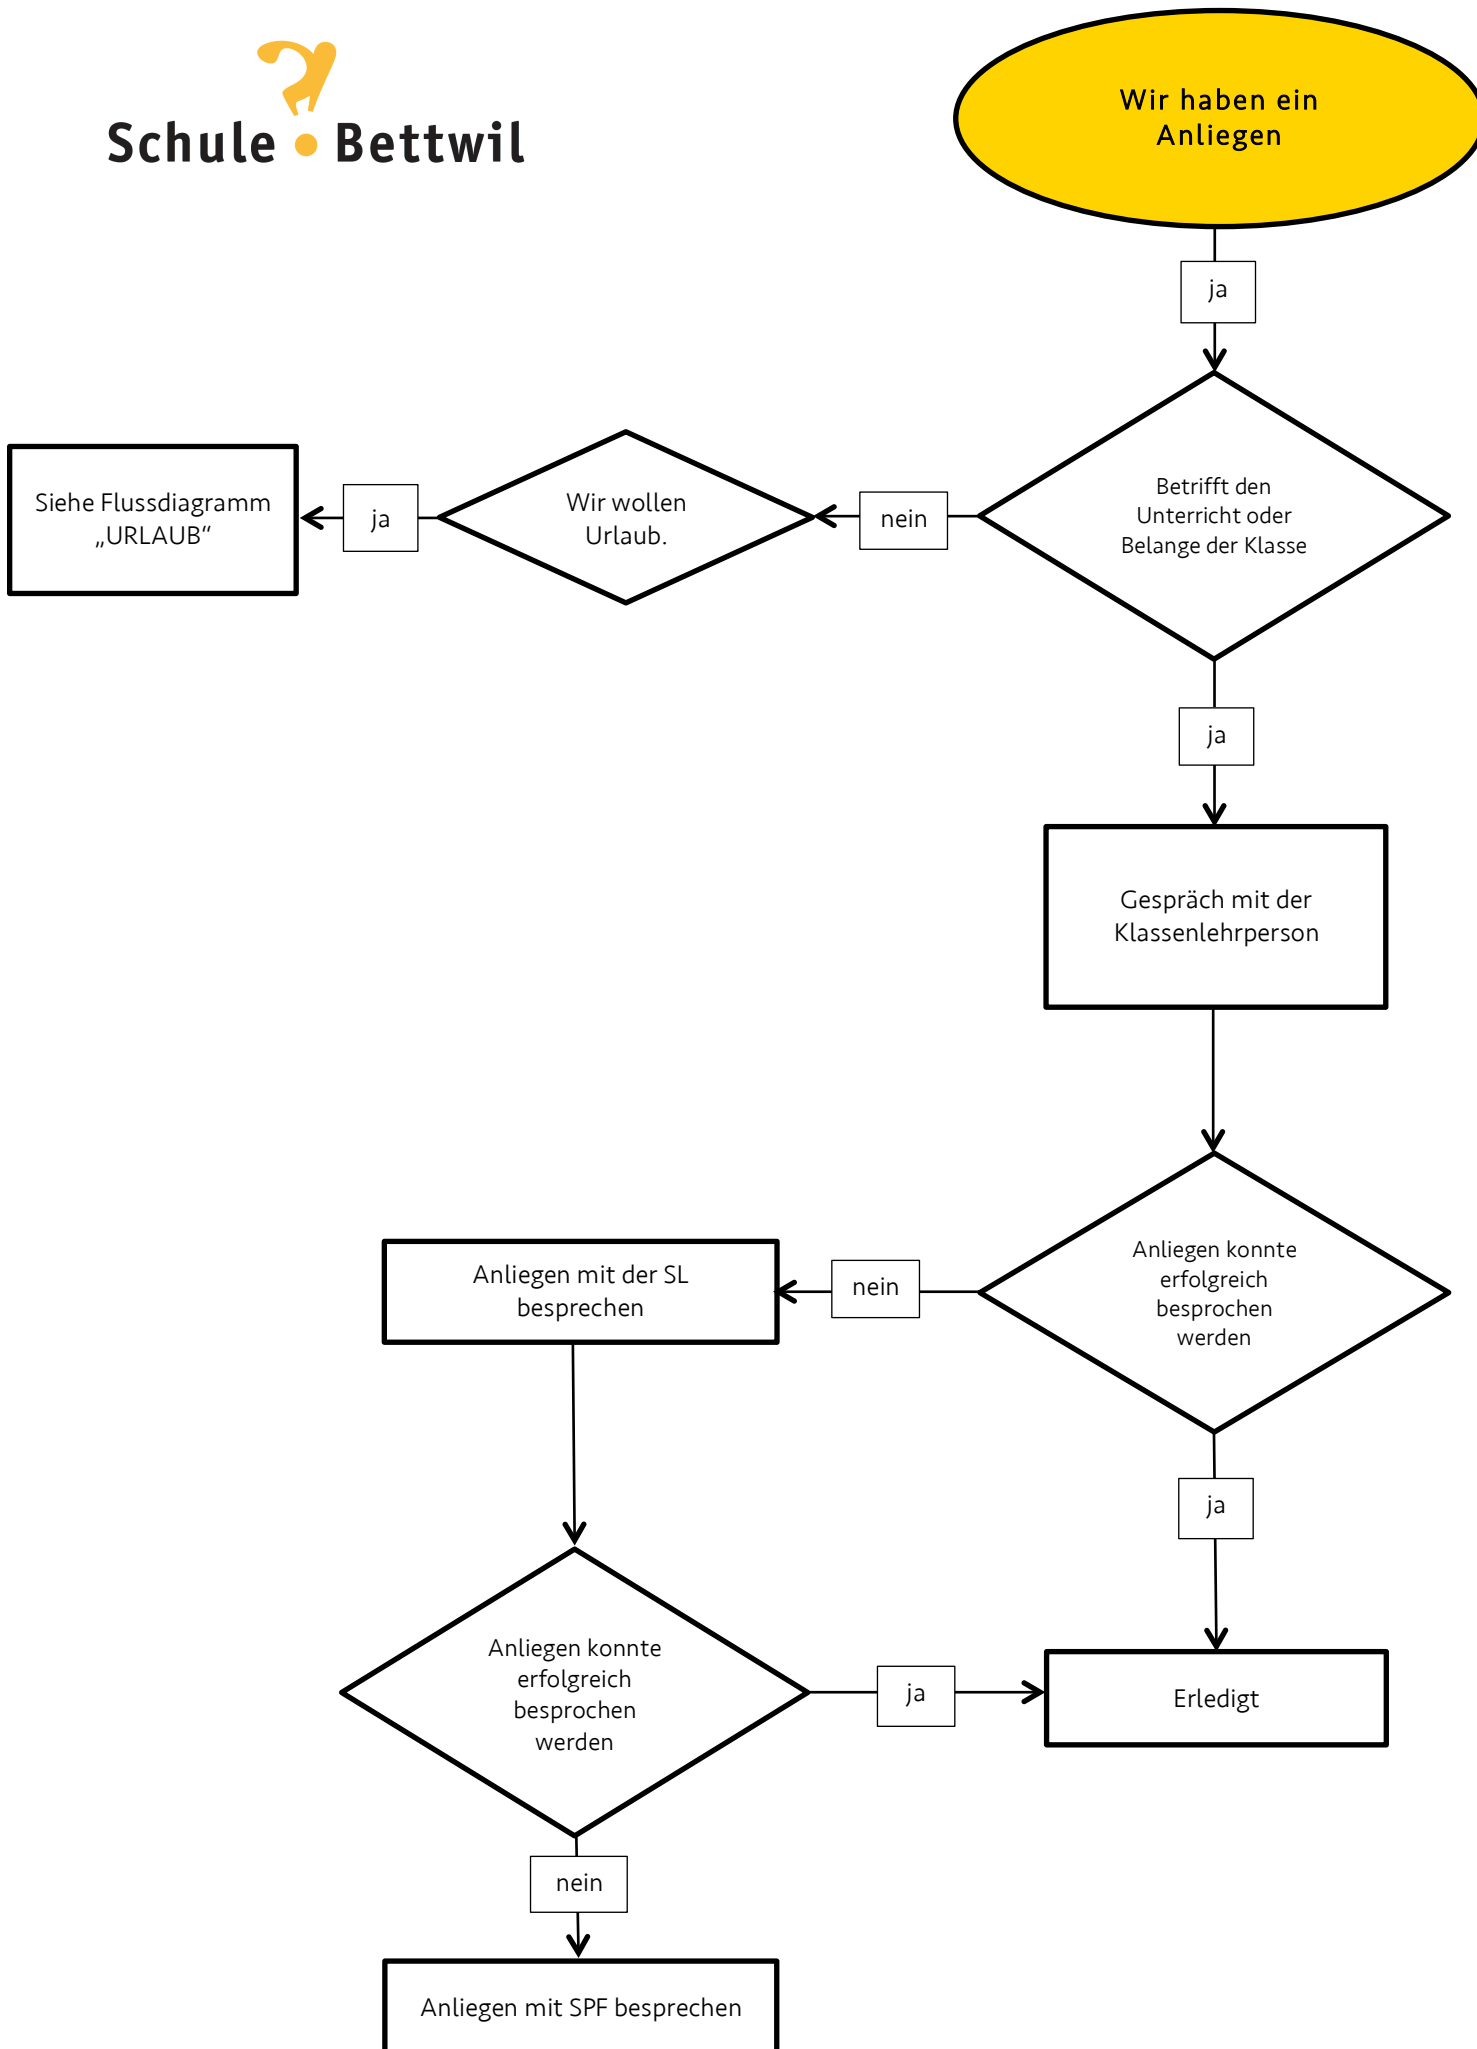 Schule Bettwil
Wir haben ein
Anliegen
ja
Betrifft den
Unterricht oder
Belange der Klasse
nein
Wir wollen
Urlaub.
ja
Siehe Flussdiagramm
„URLAUB“
ja
Gespräch mit der
Klassenlehrperson
Anliegen konnte
erfolgreich
besprochen
werden
nein
Anliegen mit der SL
besprechen
ja
Anliegen konnte
erfolgreich
besprochen
werden
ja
Erledigt
nein
Anliegen mit SPF besprechen